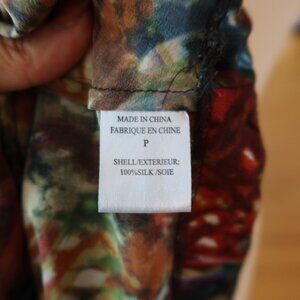 MADE IN CHINA
FABRIQUE EN CHINE
P
SHELL/EXTERIEUR:
100%SILK /SOIE